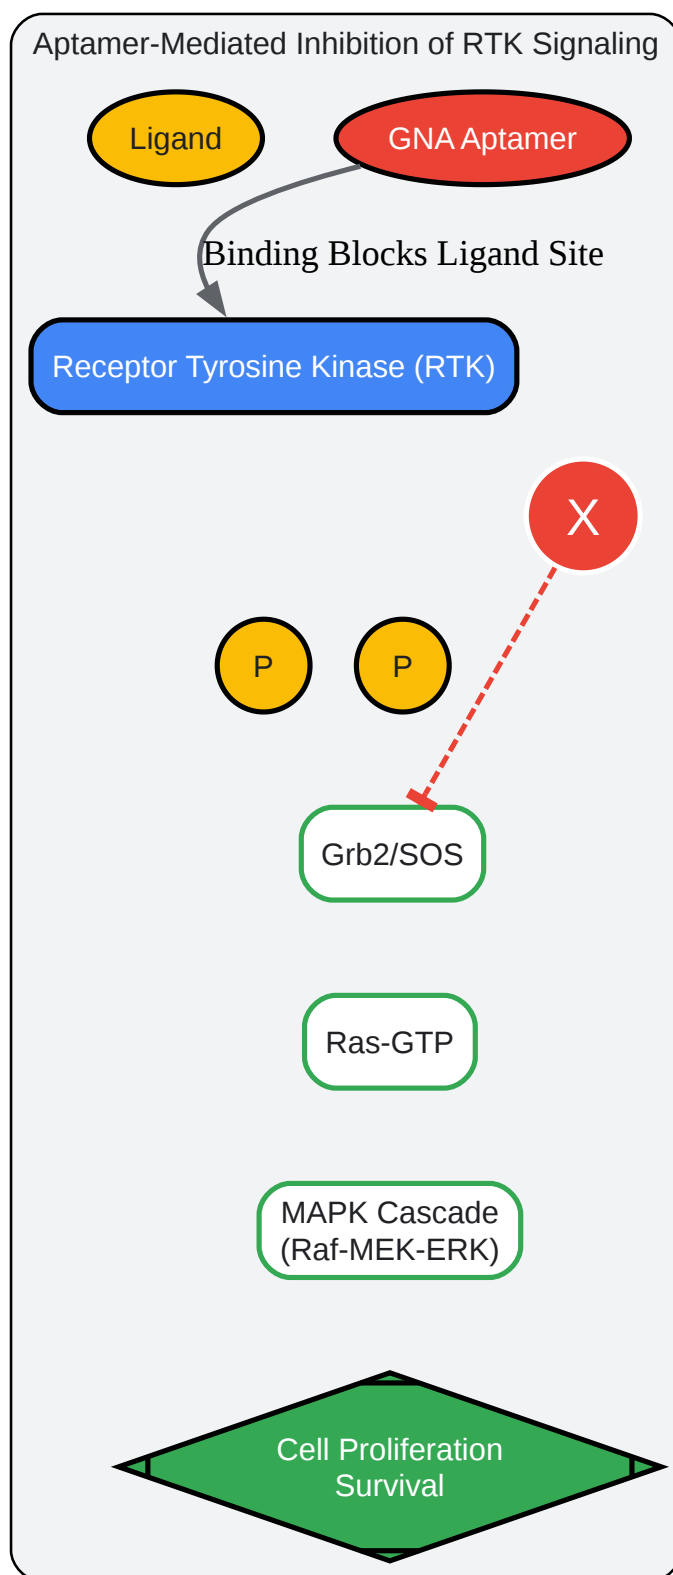 Aptamer-Mediated Inhibition of RTK Signaling
Ligand
GNA Aptamer
Binding Blocks Ligand Site
Receptor Tyrosine Kinase (RTK)
X
P
P
Grb2/SOS
Ras-GTP
MAPK Cascade
(Raf-MEK-ERK)
Cell Proliferation
Survival